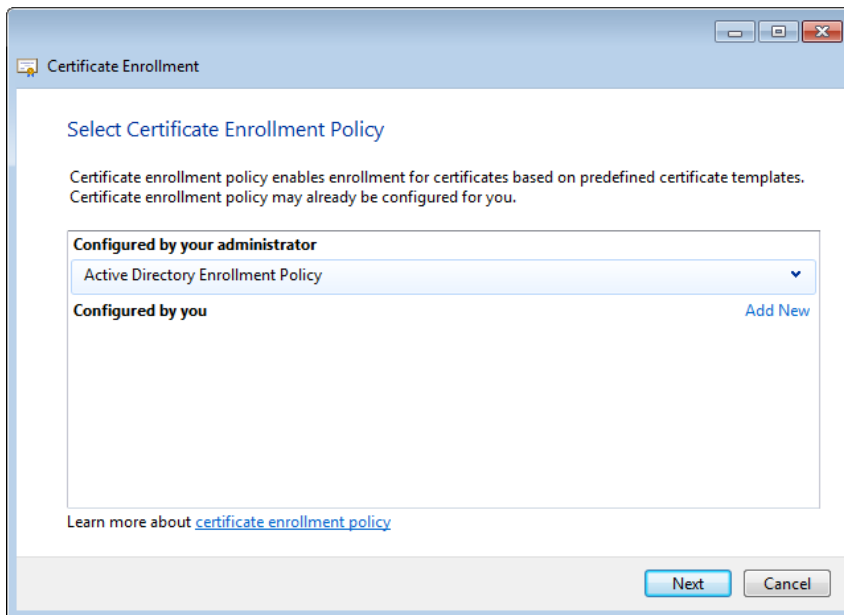 Certificate Enrollment
Select Certificate Enrollment Policy
Certificate enrollment policy enables enrollment for certificates based on predefined certificate templates.
Certificate enrollment policy may already be configured for you.
Configured by your administrator
Active Directory Enrollment Policy
Configured by you Add New
Learn more about certificate enrollment policy
Next Cancel